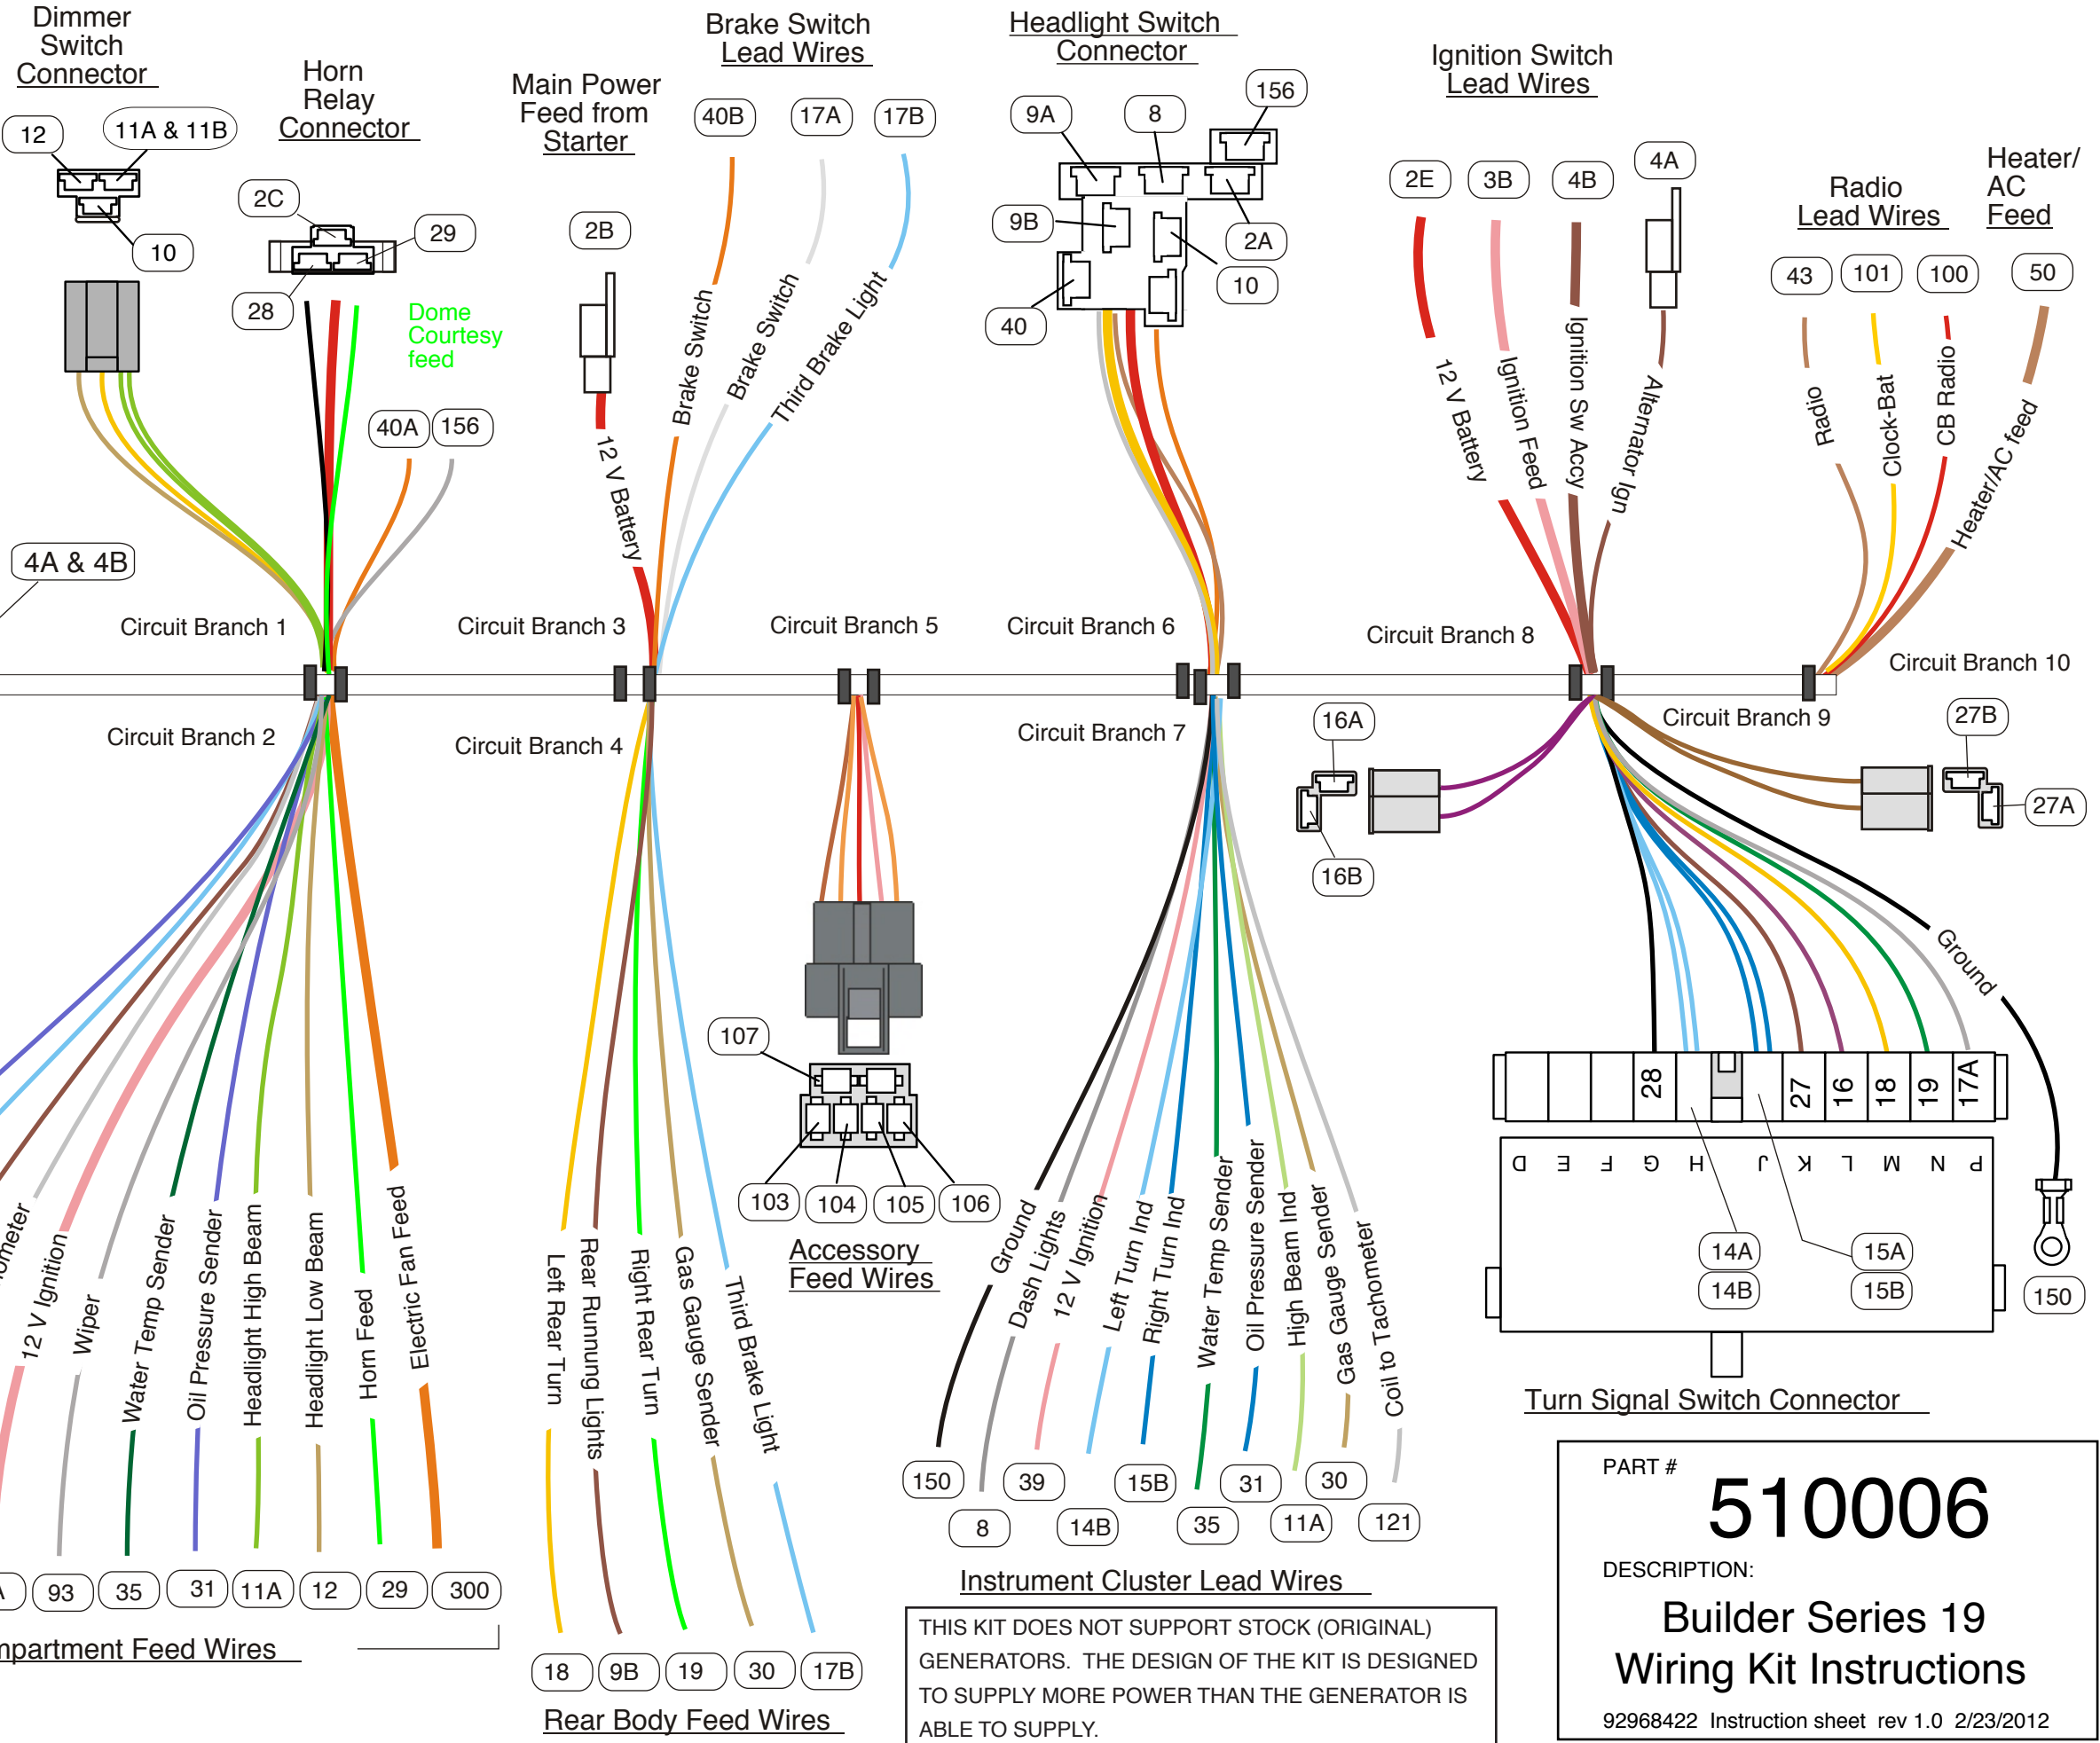 Dimmer
Switch
Connector
12
11A & 11B
10
Horn
Relay
Connector
2C
29
28
Dome
Courtesy
feed
40A
156
4A & 4B
Main Power
Feed from
Starter
2B
12 V Battery
Brake Switch
Lead Wires
40B
17A
17B
Brake Switch
Brake Switch
Third Brake Light
Headlight Switch
Connector
9A
8
156
9B
2A
10
40
Ignition Switch
Lead Wires
2E
3B
4B
4A
12 V Battery
Ignition Feed
Ignition Sw Accy
Alternator Ign
Radio
Lead Wires
43
101
100
Heater/
AC
Feed
50
Radio
Clock-Bat
CB Radio
Heater/AC feed
Circuit Branch 1
Circuit Branch 3
Circuit Branch 5
Circuit Branch 6
Circuit Branch 8
Circuit Branch 10
Circuit Branch 2
Circuit Branch 4
Circuit Branch 7
Circuit Branch 9
16A
16B
27B
27A
12 V Ignition
Wiper
Water Temp Sender
Oil Pressure Sender
Headlight High Beam
Headlight Low Beam
Horn Feed
Electric Fan Feed
93
35
31
11A
12
29
300
Feed Wires
Left Rear Turn
Rear Runnung Lights
Right Rear Turn
Gas Gauge Sender
Third Brake Light
18
9B
19
30
17B
Rear Body Feed Wires
107
103
104
105
106
Accessory
Feed Wires
Ground
Dash Lights
12 V Ignition
Left Turn Ind
Right Turn Ind
Water Temp Sender
Oil Pressure Sender
High Beam Ind
Gas Gauge Sender
Coil to Tachometer
150
8
39
14B
15B
35
31
11A
30
121
Instrument Cluster Lead Wires
THIS KIT DOES NOT SUPPORT STOCK (ORIGINAL)
GENERATORS. THE DESIGN OF THE KIT IS DESIGNED
TO SUPPLY MORE POWER THAN THE GENERATOR IS
ABLE TO SUPPLY.
Ground
28
27
16
18
19
17A
D E F G H J K L M N P
14A
14B
15A
15B
150
Turn Signal Switch Connector
PART #
510006
DESCRIPTION:
Builder Series 19
Wiring Kit Instructions
92968422 Instruction sheet rev 1.0 2/23/2012